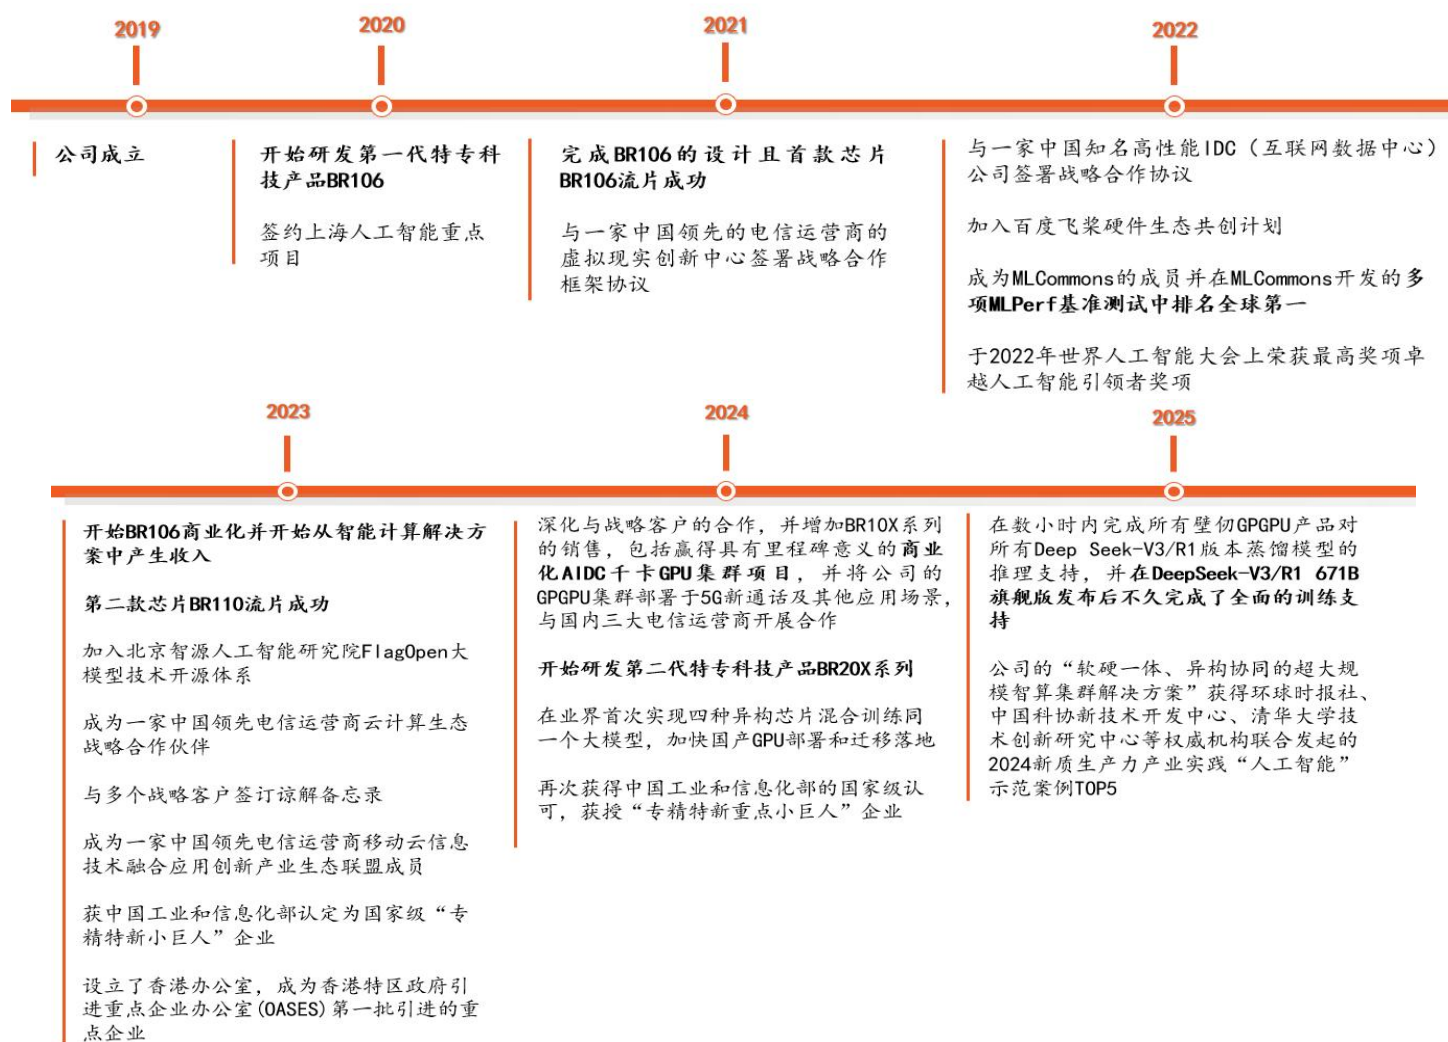 2019
公司成立
2020
开始研发第一代特专科
技产品BR106
签约上海人工智能重点
项目
2021
完成BR106的设计且首款芯片
BR106流片成功
与一家中国领先的电信运营商的
虚拟现实创新中心签署战略合作
框架协议
2022
与一家中国知名高性能IDC（互联网数据中心）
公司签署战略合作协议
加入百度飞桨硬件生态共创计划
成为MLCommons的成员并在MLCommons开发的多
项MLPerf基准测试中排名全球第一
于2022年世界人工智能大会上荣获最高奖项卓
越人工智能引领者奖项
2023
开始BR106商业化并开始从智能计算解决方
案中产生收入
第二款芯片BR110流片成功
加入北京智源人工智能研究院FlagOpen大
模型技术开源体系
成为一家中国领先电信运营商云计算生态
战略合作伙伴
与多个战略客户签订谅解备忘录
成为一家中国领先电信运营商移动云信息
技术融合应用创新产业生态联盟成员
获中国工业和信息化部认定为国家级“专
精特新小巨人”企业
设立了香港办公室，成为香港特区政府引
进重点企业办公室(OASES)第一批引进的重
点企业
2024
深化与战略客户的合作，并增加BR10X系列
的销售，包括赢得具有里程碑意义的商业
化AIDC千卡GPU集群项目，并将公司的
GPGPU集群部署于5G新通话及其他应用场景，
与国内三大电信运营商开展合作
开始研发第二代特专科技产品BR20X系列
在业界首次实现四种异构芯片混合训练同
一个大模型，加快国产GPU部署和迁移落地
再次获得中国工业和信息化部的国家级认
可，获授“专精特新重点小巨人”企业
2025
在数小时内完成所有壁仞GPGPU产品对
所有Deep Seek-V3/R1版本蒸馏模型的
推理支持，并在DeepSeek-V3/R1 671B
旗舰版发布后不久完成了全面的训练支
持
公司的“软硬一体、异构协同的超大规
模智算集群解决方案”获得环球时报社、
中国科协新技术开发中心、清华大学技
术创新研究中心等权威机构联合发起的
2024新质生产力产业实践“人工智能”
示范案例TOP5